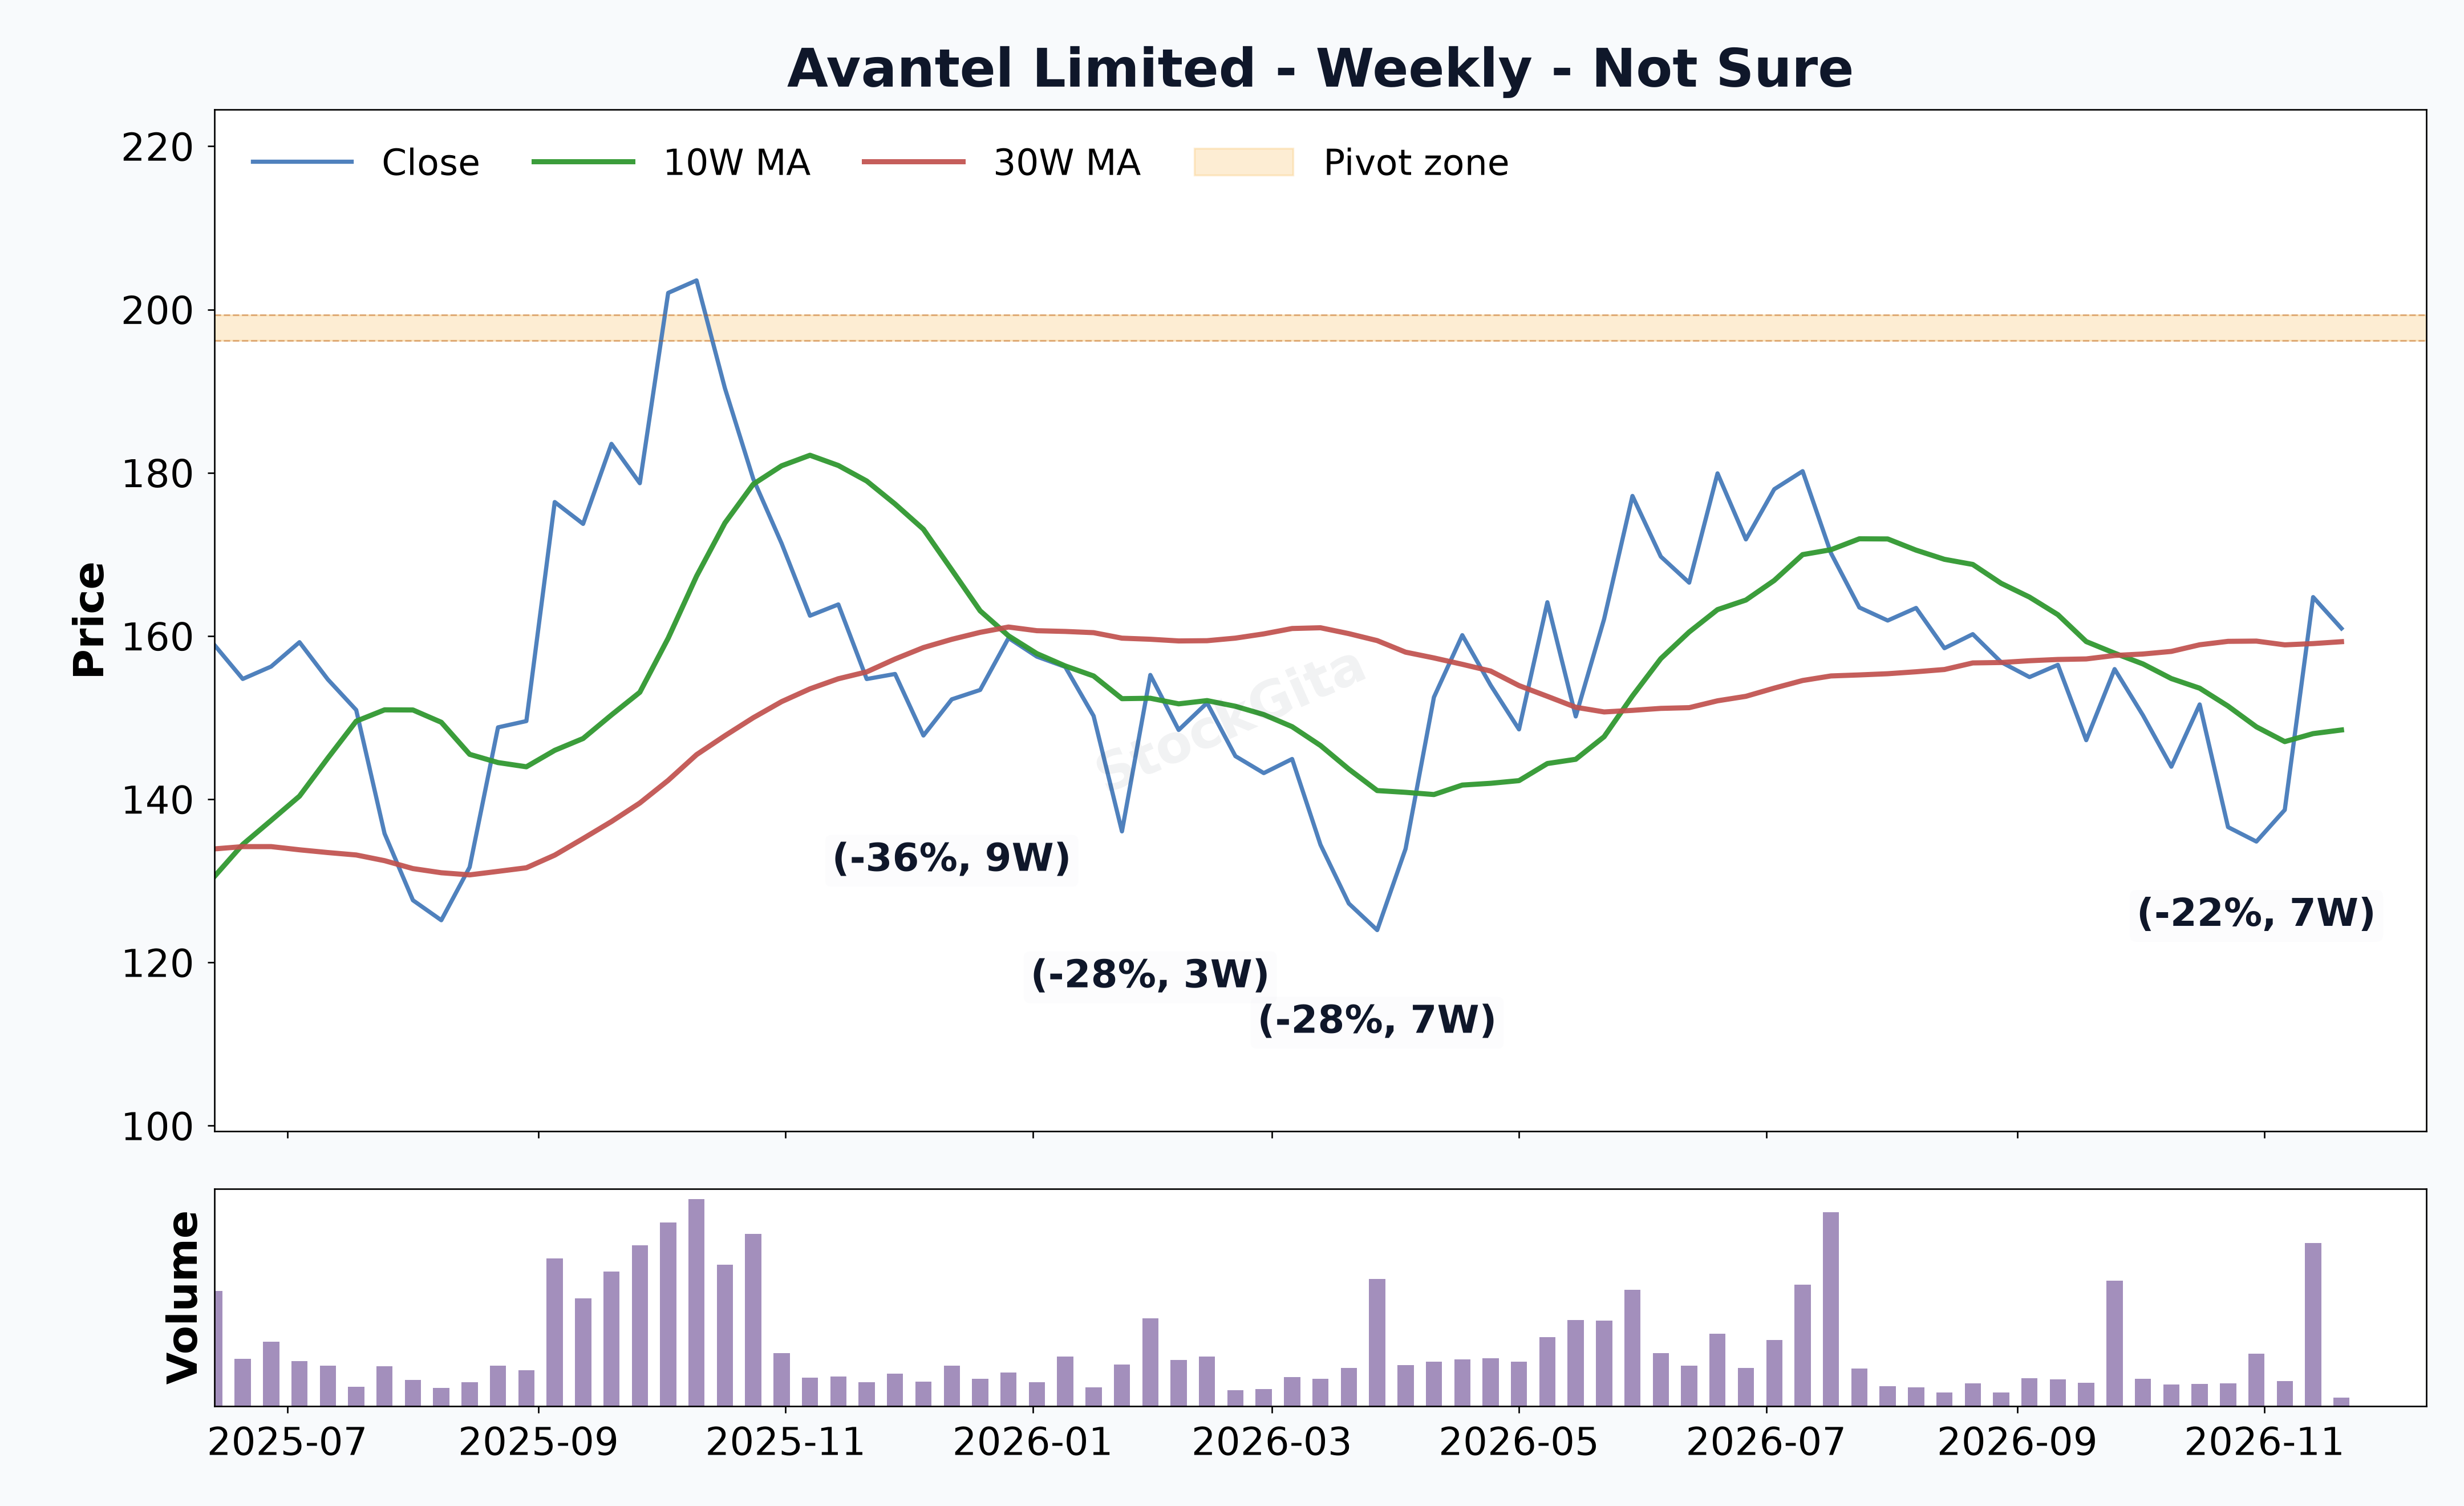 Avantel Limited - Weekly - Not Sure
Close 10W MA 30W MA Pivot zone
220
200
180
160
140
120
100
Price
StockGita
(-36%, 9W)
(-22%, 7W)
(-28%, 3W)
(-28%, 7W)
Volume
2025-07 2025-09 2025-11 2026-01 2026-03 2026-05 2026-07 2026-09 2026-11